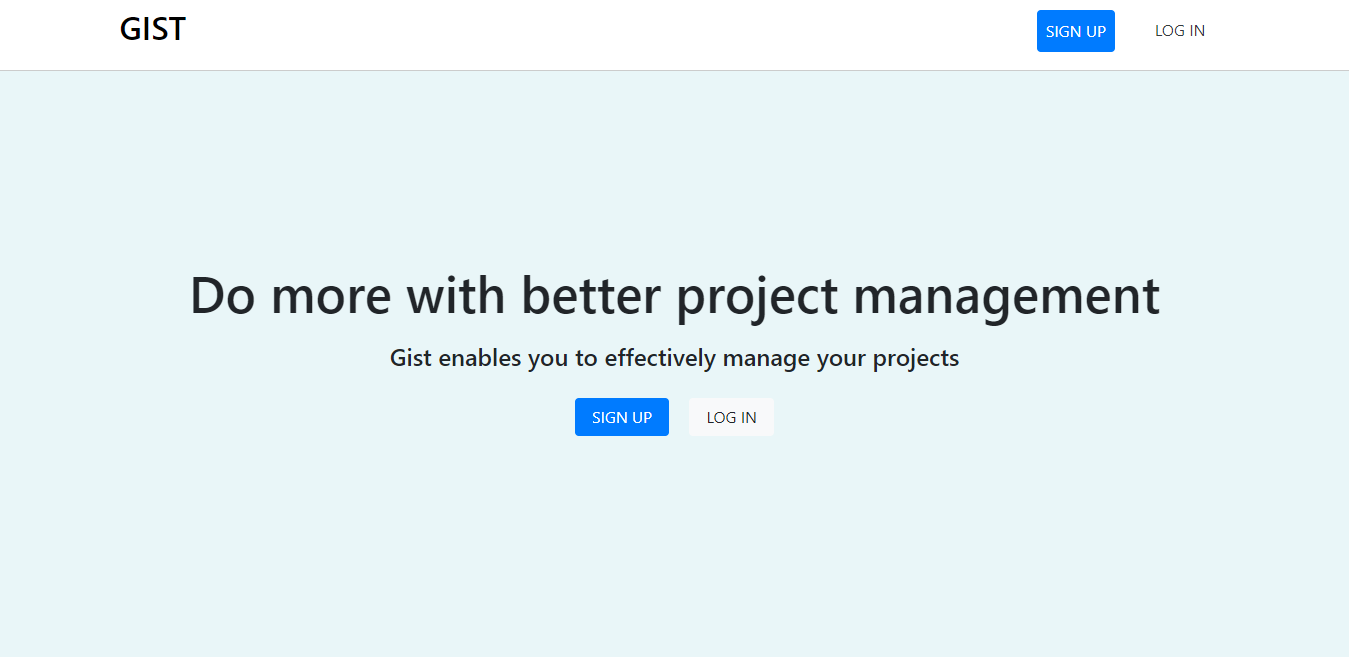 GIST
SIGN UP
LOG IN
Do more with better project management
Gist enables you to effectively manage your projects
SIGN UP
LOG IN